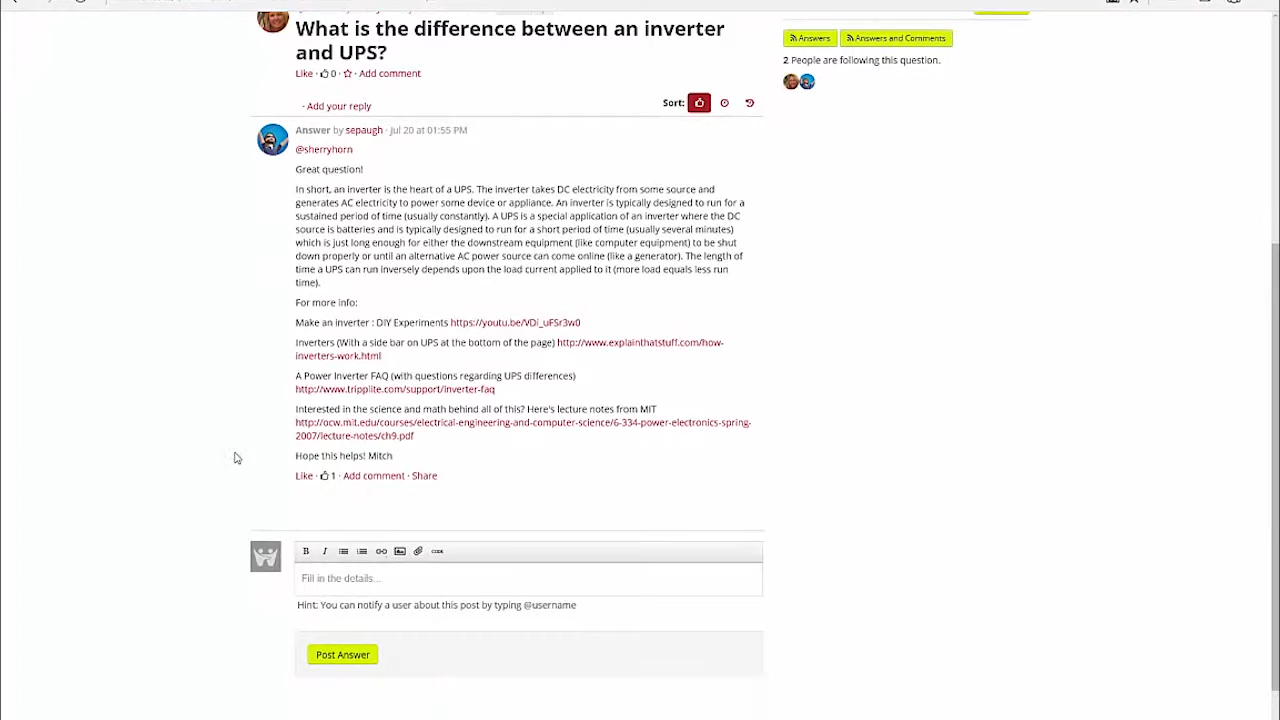 What is the difference between an inverter
and UPS?
Like · 0 · Add comment
· Add your reply
Sort:
Answer by sepaugh · Jul 20 at 01:55 PM
@sherryhorn
Great question!
In short, an inverter is the heart of a UPS. The inverter takes DC electricity from some source and
generates AC electricity to power some device or appliance. An inverter is typically designed to run for a
sustained period of time (usually constantly). A UPS is a special application of an inverter where the DC
source is batteries and is typically designed to run for a short period of time (usually several minutes)
which is just long enough for either the downstream equipment (like computer equipment) to be shut
down properly or until an alternative AC power source can come online (like a generator). The length of
time a UPS can run inversely depends upon the load current applied to it (more load equals less run
time).
For more info:
Make an inverter : DIY Experiments https://youtu.be/VDi_uFSr3w0
Inverters (With a side bar on UPS at the bottom of the page) http://www.explainthatstuff.com/how-
inverters-work.html
A Power Inverter FAQ (with questions regarding UPS differences)
http://www.tripplite.com/support/inverter-faq
Interested in the science and math behind all of this? Here's lecture notes from MIT
http://ocw.mit.edu/courses/electrical-engineering-and-computer-science/6-334-power-electronics-spring-
2007/lecture-notes/ch9.pdf
Hope this helps! Mitch
Like · 1 · Add comment · Share
B I CODE
Fill in the details...
Hint: You can notify a user about this post by typing @username
Post Answer
Answers
Answers and Comments
2 People are following this question.